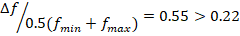 Δf/0.5(f_min + f_max) = 0.55 > 0.22